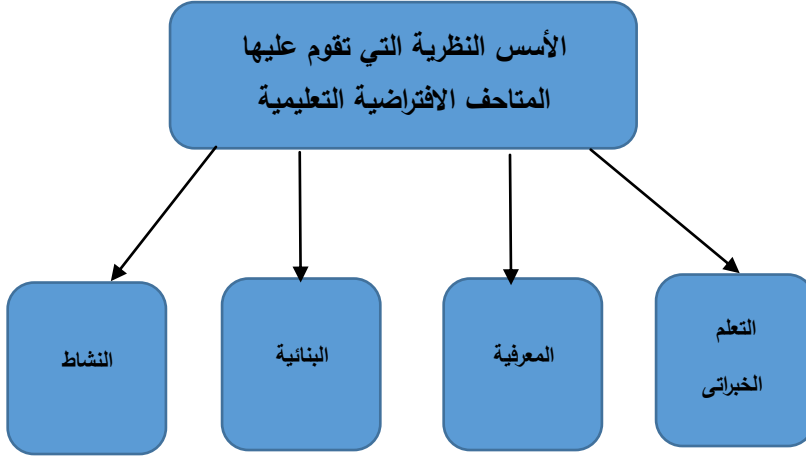 الأسس النظرية التي تقوم عليها
المتاحف الافتراضية التعليمية
التعلم
الخبراتى
المعرفية
البنائية
النشاط